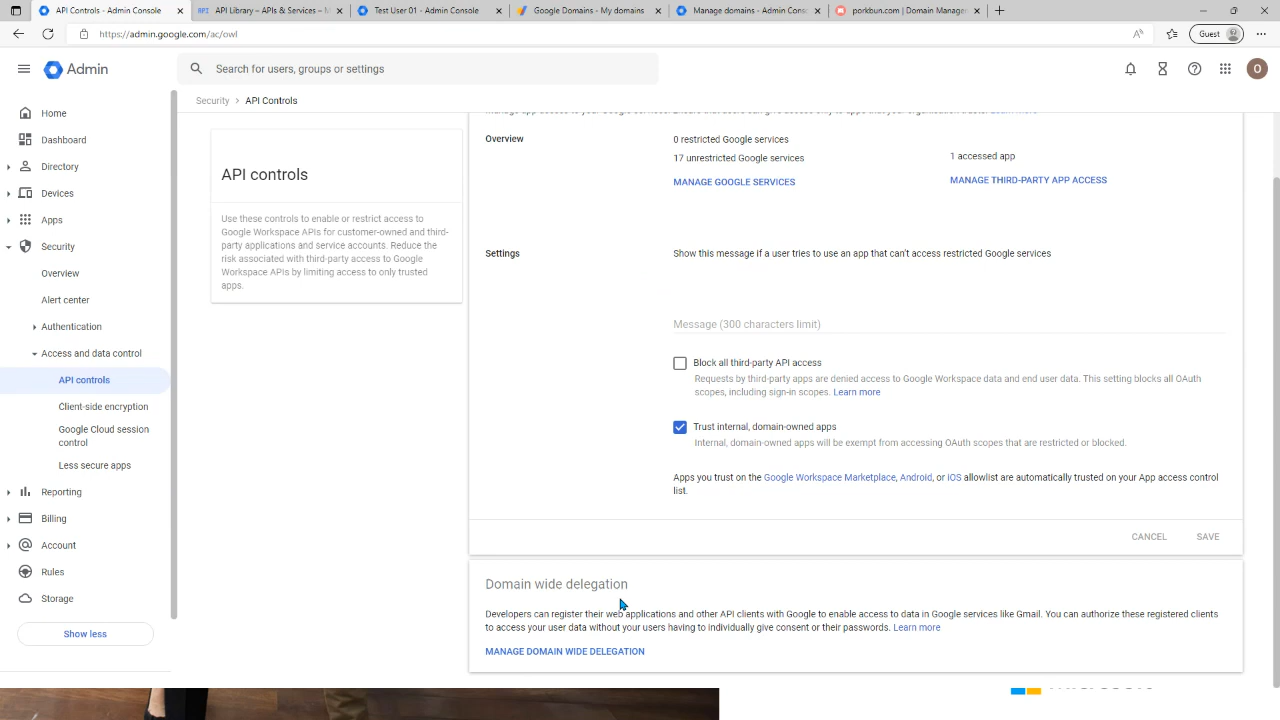 API Controls - Admin Console
API Library – APIs & Services – M
Test User 01 - Admin Console
Google Domains - My domains
Manage domains - Admin Conso
porkbun.com | Domain Manage
https://admin.google.com/ac/owl
Guest
Admin
Search for users, groups or settings
O
Home
Dashboard
Directory
Devices
Apps
Security
Overview
Alert center
Authentication
Access and data control
API controls
Client-side encryption
Google Cloud session
control
Less secure apps
Reporting
Billing
Account
Rules
Storage
Show less
Security > API Controls
API controls
Use these controls to enable or restrict access to
Google Workspace APIs for customer-owned and third-
party applications and service accounts. Reduce the
risk associated with third-party access to Google
Workspace APIs by limiting access to only trusted
apps.
Overview
0 restricted Google services
17 unrestricted Google services
MANAGE GOOGLE SERVICES
1 accessed app
MANAGE THIRD-PARTY APP ACCESS
Settings
Show this message if a user tries to use an app that can't access restricted Google services
Message (300 characters limit)
Block all third-party API access
Requests by third-party apps are denied access to Google Workspace data and end user data. This setting blocks all OAuth
scopes, including sign-in scopes. Learn more
Trust internal, domain-owned apps
Internal, domain-owned apps will be exempt from accessing OAuth scopes that are restricted or blocked.
Apps you trust on the Google Workspace Marketplace, Android, or iOS allowlist are automatically trusted on your App access control
list.
CANCEL SAVE
Domain wide delegation
Developers can register their web applications and other API clients with Google to enable access to data in Google services like Gmail. You can authorize these registered clients
to access your user data without your users having to individually give consent or their passwords. Learn more
MANAGE DOMAIN WIDE DELEGATION